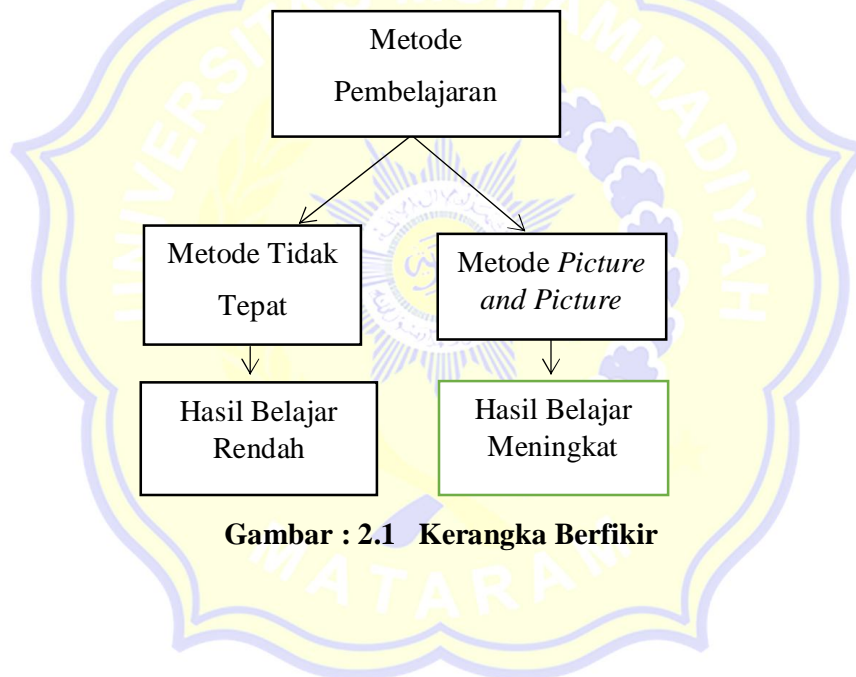 Metode
Pembelajaran
Metode Tidak
Tepat
Metode Picture
and Picture
Hasil Belajar
Rendah
Hasil Belajar
Meningkat
Gambar : 2.1 Kerangka Berfikir
MATARAM